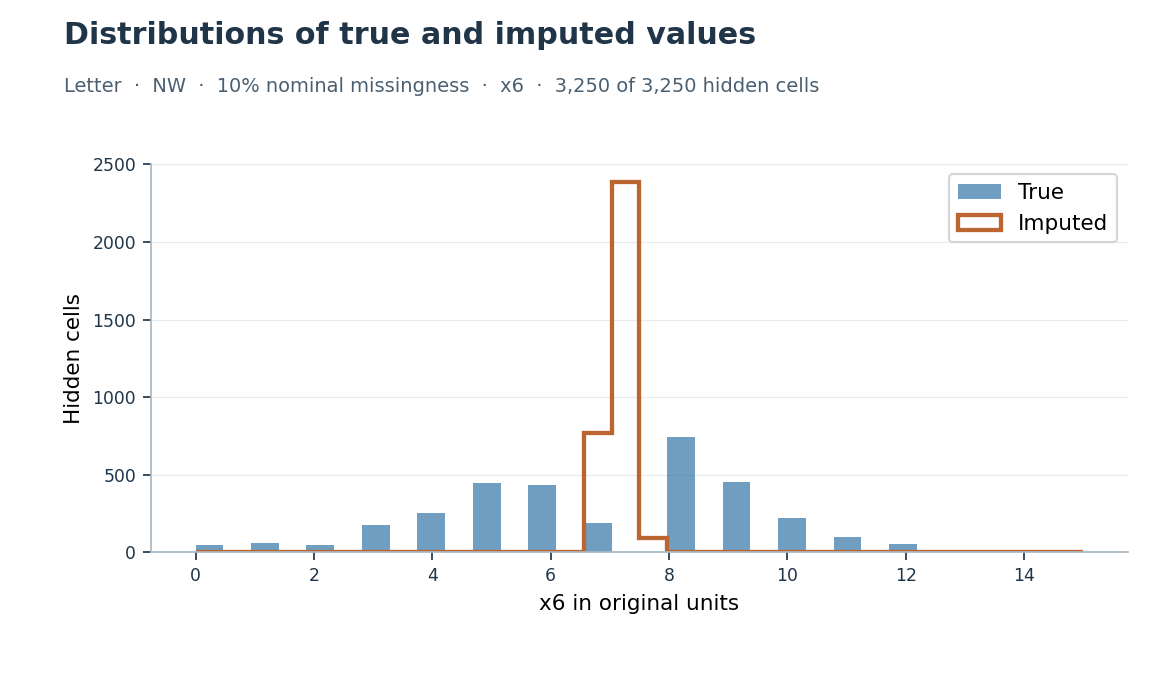 Distributions of true and imputed values
Letter · NW · 10% nominal missingness · x6 · 3,250 of 3,250 hidden cells
2500
2000
1500
1000
500
0
Hidden cells
True
Imputed
0 2 4 6 8 10 12 14
x6 in original units